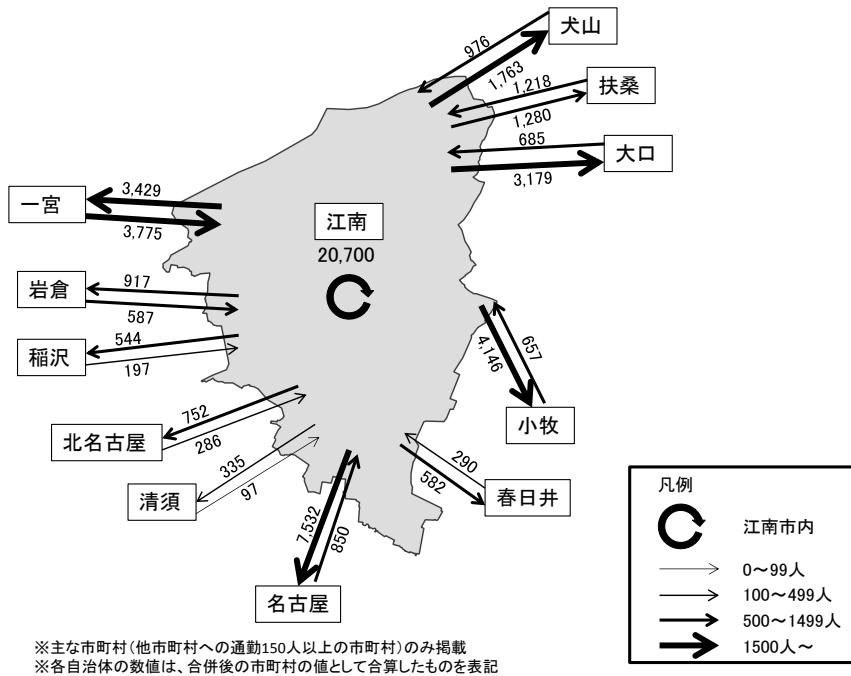 犬山
976
1,763
扶桑
1,218
1,280
685
大口
3,179
一宮
3,429
3,775
江南
20,700
岩倉
917
587
稲沢
544
197
4,146
657
小牧
北名古屋
752
286
清須
335
97
290
582
春日井
7,532
850
名古屋
凡例
江南市内
0~99人
100~499人
500~1499人
1500人~
※主な市町村(他市町村への通勤150人以上の市町村)のみ掲載
※各自治体の数値は、合併後の市町村の値として合算したものを表記